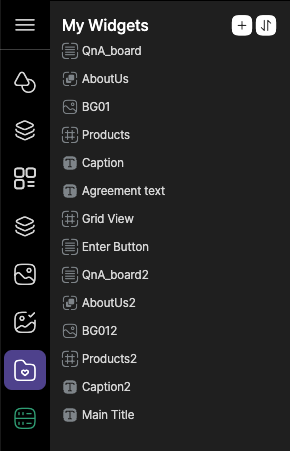 My Widgets
QnA_board
AboutUs
BG01
Products
Caption
Agreement text
Grid View
Enter Button
QnA_board2
AboutUs2
BG012
Products2
Caption2
Main Title